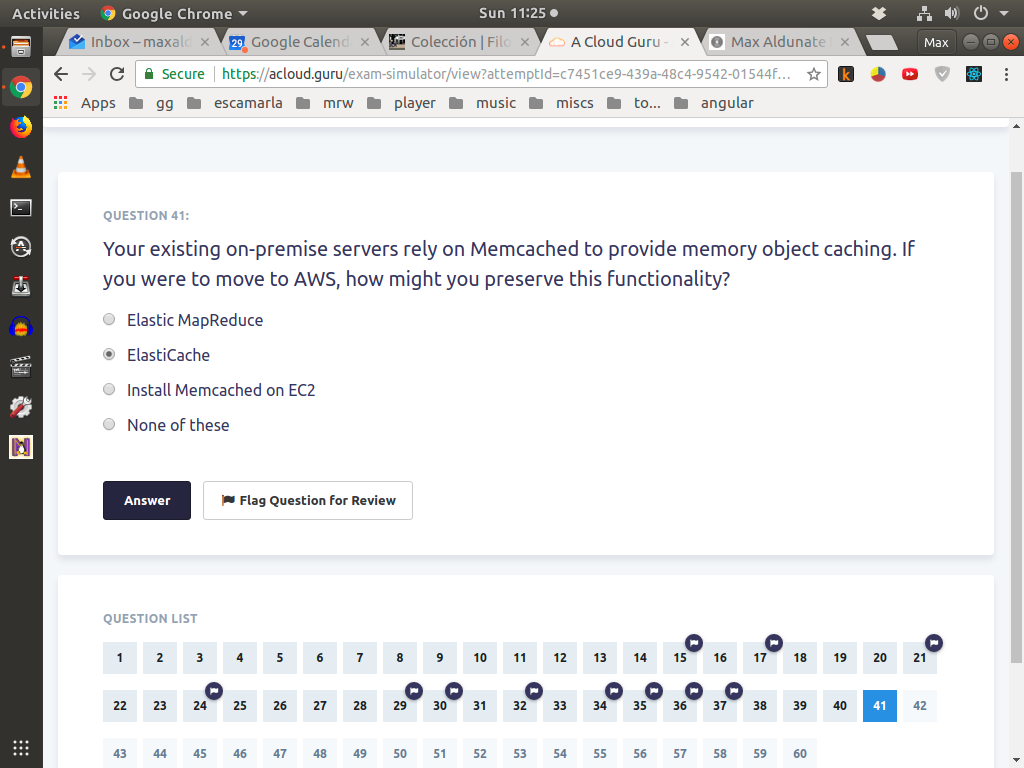 Activities Google Chrome Sun 11:25
Inbox – maxald 29 Google Calend Colección | Filo A Cloud Guru - Max Aldunate Max
Secure https://acloud.guru/exam-simulator/view?attemptId=c7451ce9-439a-48c4-9542-01544f...
Apps gg escamarla mrw player music miscs to... angular
QUESTION 41:
Your existing on-premise servers rely on Memcached to provide memory object caching. If
you were to move to AWS, how might you preserve this functionality?
Elastic MapReduce
ElastiCache
Install Memcached on EC2
None of these
Answer Flag Question for Review
QUESTION LIST
1 2 3 4 5 6 7 8 9 10 11 12 13 14 15 16 17 18 19 20 21
22 23 24 25 26 27 28 29 30 31 32 33 34 35 36 37 38 39 40 41 42
43 44 45 46 47 48 49 50 51 52 53 54 55 56 57 58 59 60